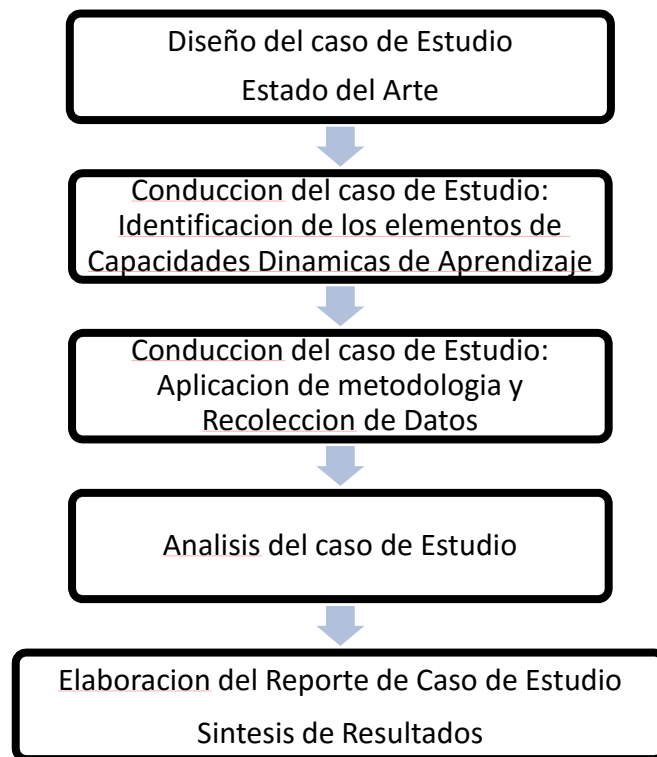 Diseño del caso de Estudio
Estado del Arte
Conduccion del caso de Estudio:
Identificacion de los elementos de
Capacidades Dinamicas de Aprendizaje
Conduccion del caso de Estudio:
Aplicacion de metodologia y
Recoleccion de Datos
Analisis del caso de Estudio
Elaboracion del Reporte de Caso de Estudio
Sintesis de Resultados